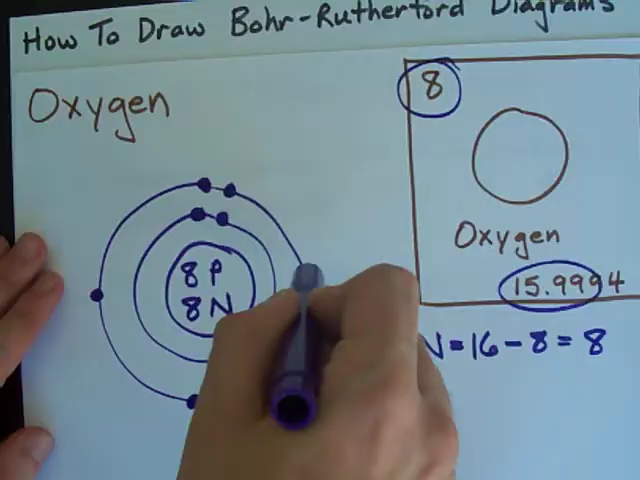 How To Draw Bohr-Rutherford Diagrams
Oxygen
8
O
Oxygen
15.9994
8 P
8 N
N = 16 - 8 = 8